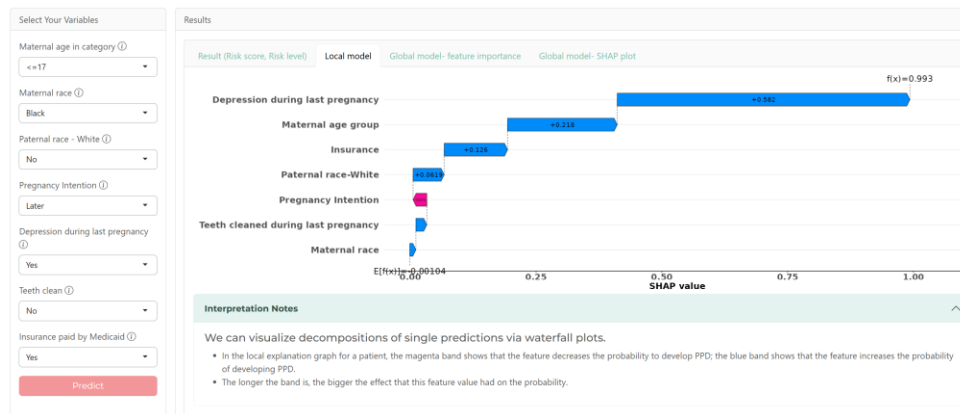 Select Your Variables
Maternal age in category
<=17
Maternal race
Black
Paternal race - White
No
Pregnancy Intention
Later
Depression during last pregnancy
Yes
Teeth clean
No
Insurance paid by Medicaid
Yes
Predict
Results
Result (Risk score, Risk level)
Local model
Global model- feature importance
Global model- SHAP plot
f(x)=0.993
Depression during last pregnancy
+0.582
Maternal age group
+0.218
Insurance
+0.126
Paternal race-White
+0.0619
Pregnancy Intention
Teeth cleaned during last pregnancy
Maternal race
E[f(x)]=-0.00104
0.00 0.25 0.50 0.75 1.00
SHAP value
Interpretation Notes
We can visualize decompositions of single predictions via waterfall plots.
• In the local explanation graph for a patient, the magenta band shows that the feature decreases the probability to develop PPD; the blue band shows that the feature increases the probability
of developing PPD.
• The longer the band is, the bigger the effect that this feature value had on the probability.